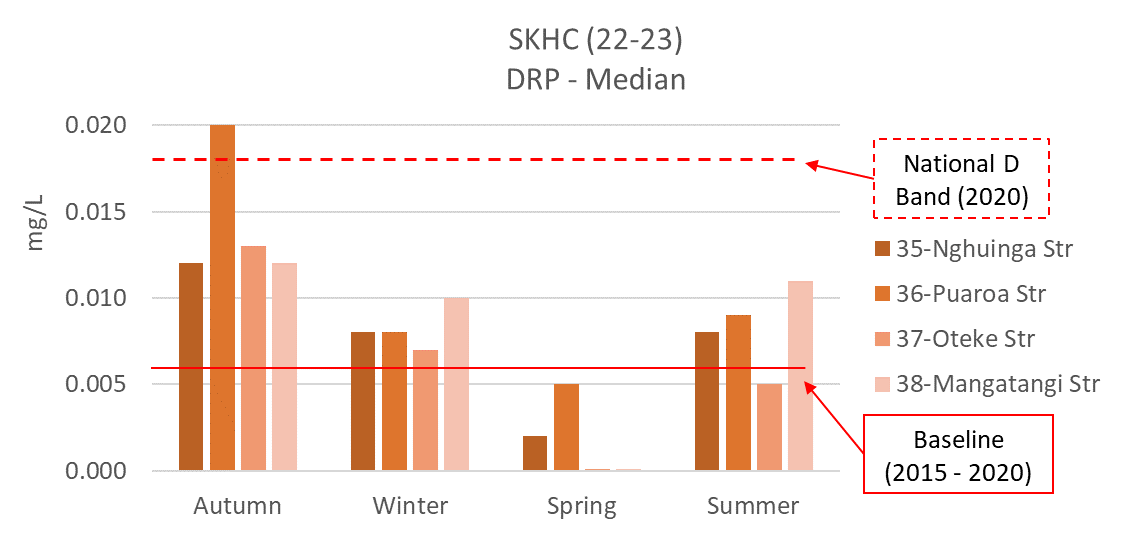 SKHC (22-23)
DRP - Median
0.020
0.015
0.010
0.005
0.000
mg/L
Autumn
Winter
Spring
Summer
National D
Band (2020)
35-Nghuinga Str
36-Puaroa Str
37-Oteke Str
38-Mangatangi Str
Baseline
(2015 - 2020)